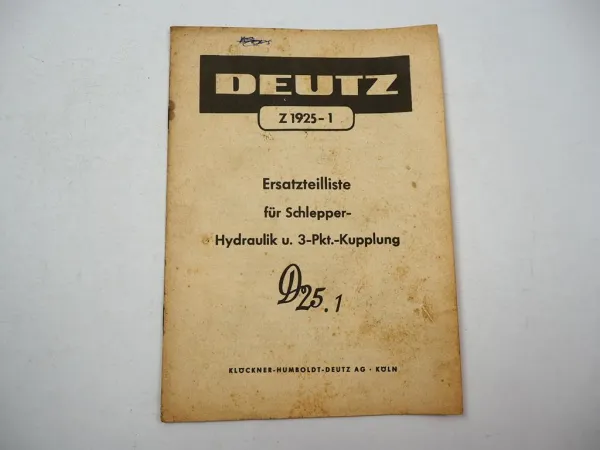 DEUTZ
Z 1925-1
Ersatzteilliste
für Schlepper-
Hydraulik u. 3-Pkt.-Kupplung
D25.1
KLÖCKNER-HUMBOLDT-DEUTZ AG · KÖLN